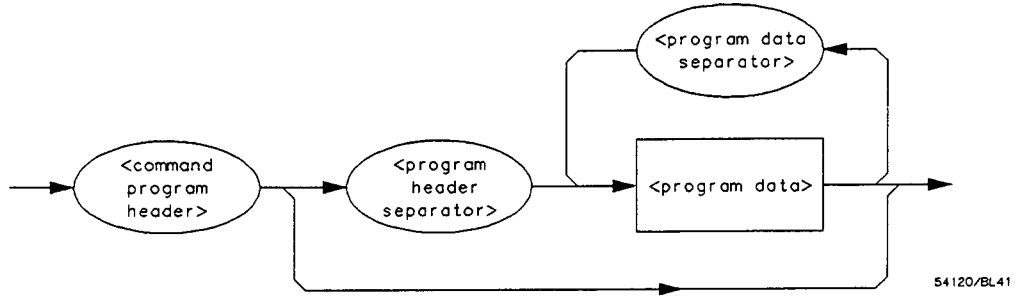 <program data
separator>
<command
program
header>
<program
header
separator>
<program data>
54120/BL41